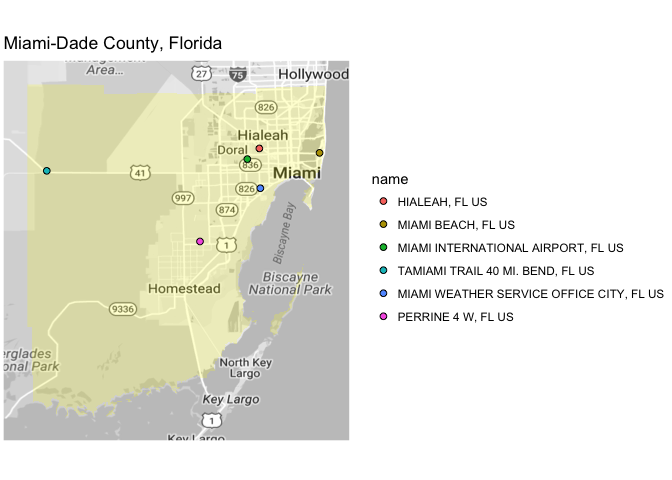 Miami-Dade County, Florida
Area...
27
75
Hollywood
826
Hialeah
Doral
836
Miami
41
826
997
874
1
Biscayne Bay
Biscayne
National Park
Homestead
9336
erglades
onal Park
North Key
Largo
Key Largo
1
Key Largo
name
HIALEAH, FL US
MIAMI BEACH, FL US
MIAMI INTERNATIONAL AIRPORT, FL US
TAMIAMI TRAIL 40 MI. BEND, FL US
MIAMI WEATHER SERVICE OFFICE CITY, FL US
PERRINE 4 W, FL US